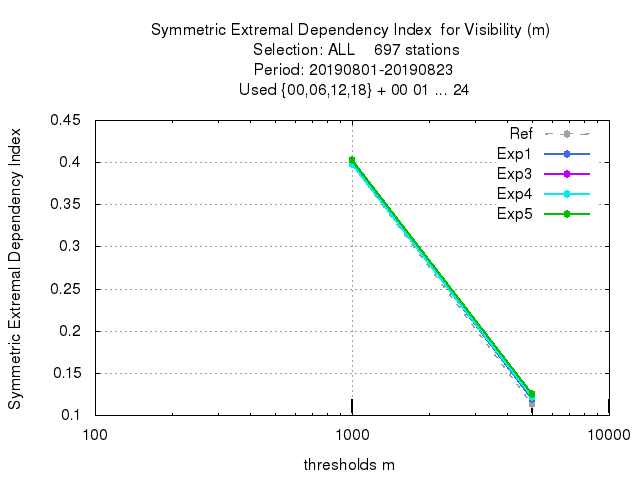 Symmetric Extremal Dependency Index  for Visibility (m)
Selection: ALL    697 stations
Period: 20190801-20190823
Used {00,06,12,18} + 00 01 ... 24
Symmetric Extremal Dependency Index
0.45
0.4
0.35
0.3
0.25
0.2
0.15
0.1
Ref
Exp1
Exp3
Exp4
Exp5
100
1000
10000
thresholds m